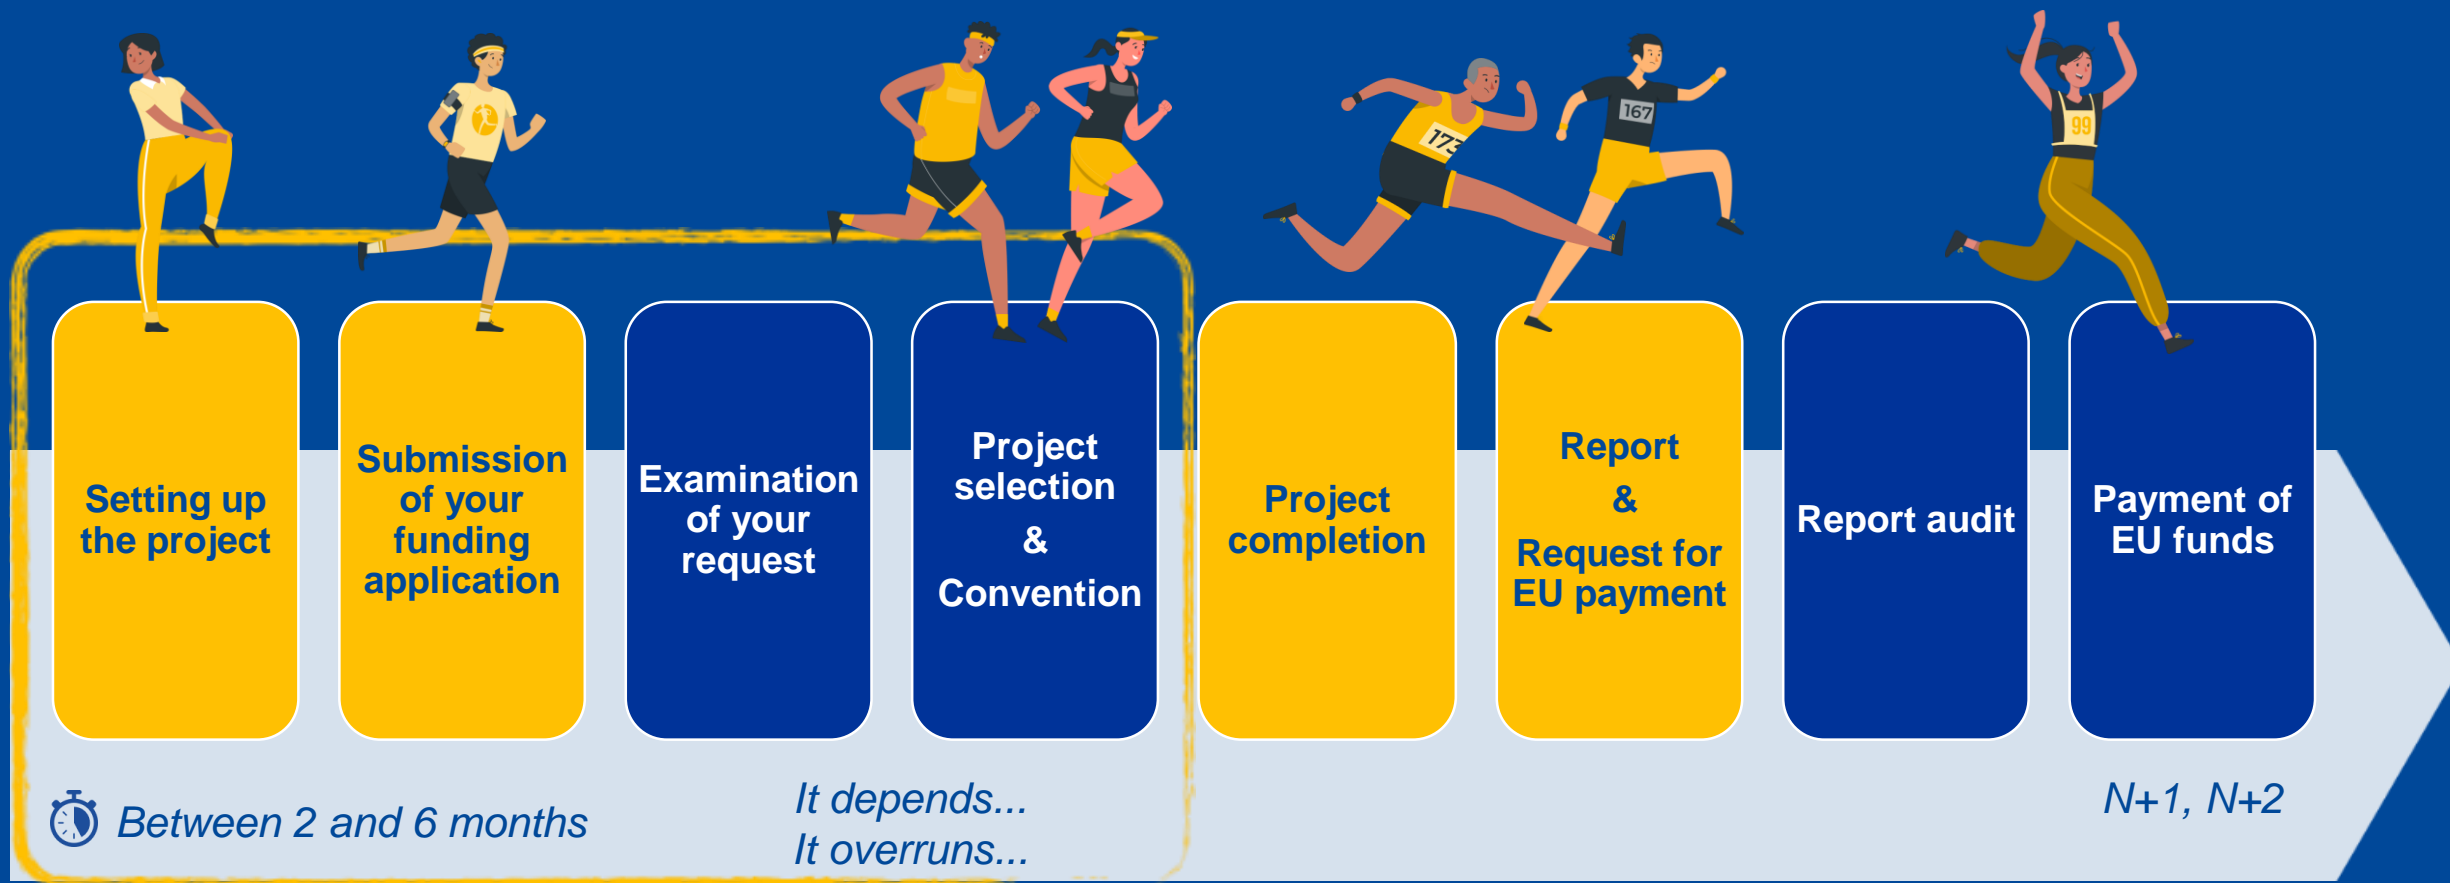 173
167
99
Setting up
the project
Submission
of your
funding
application
Examination
of your
request
Project
selection
&
Convention
Project
completion
Report
&
Request for
EU payment
Report audit
Payment of
EU funds
Between 2 and 6 months
It depends...
It overruns...
N+1, N+2